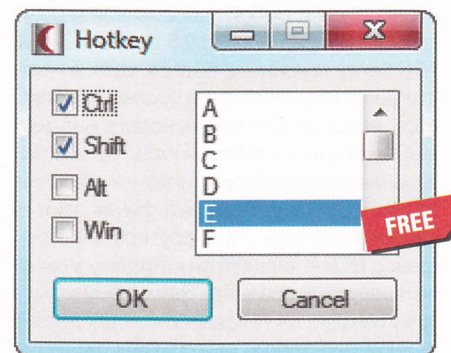 Hotkey
Ctrl
Shift
Alt
Win
A
B
C
D
E
F
FREE
OK
Cancel